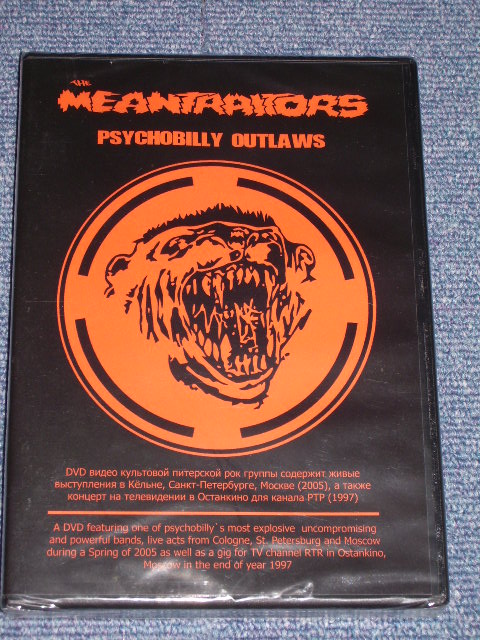 THE
MEANTRAITORS
PSYCHOBILLY OUTLAWS
DVD видео культовой питерской рок группы содержит живые
выступления в Кёльне, Санкт-Петербурге, Москве (2005), а также
концерт на телевидении в Останкино для канала РТР (1997)
A DVD featuring one of psychobilly`s most explosive uncompromising
and powerful bands, live acts from Cologne, St. Petersburg and Moscow
during a Spring of 2005 as well as a gig for TV channel RTR in Ostankino,
Moscow in the end of year 1997